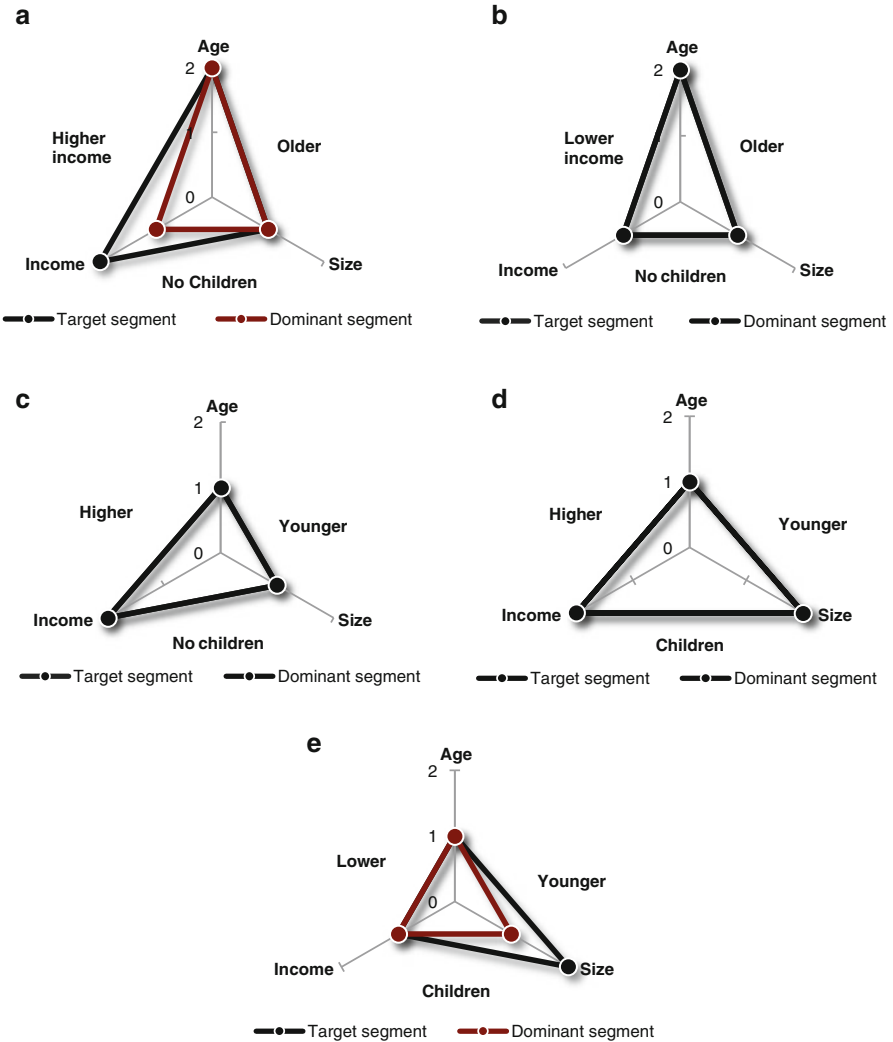 a
Age
2
Higher
income
1
Older
0
Income
Size
No Children
Target segment
Dominant segment
b
Age
2
Lower
income
Older
0
Income
Size
No children
Target segment
Dominant segment
c
Age
2
1
Higher
Younger
0
Income
Size
No children
Target segment
Dominant segment
d
Age
2
1
Higher
Younger
0
Income
Size
Children
Target segment
Dominant segment
e
Age
2
1
Lower
Younger
0
Income
Size
Children
Target segment
Dominant segment